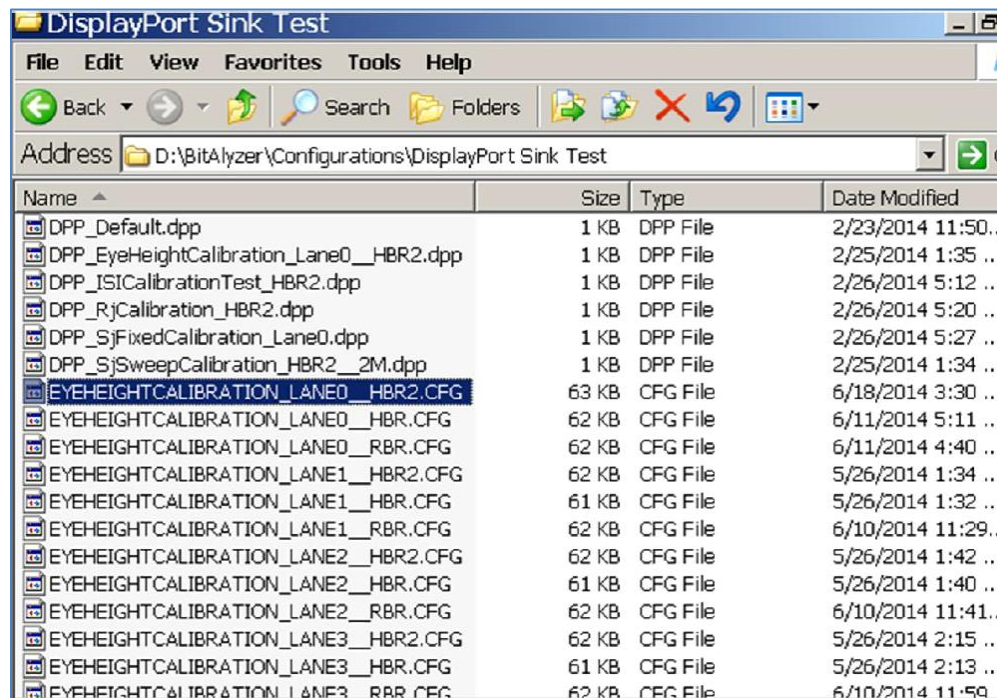 DisplayPort Sink Test
File Edit View Favorites Tools Help
Back Search Folders
Address D:\BitAlyzer\Configurations\DisplayPort Sink Test
Name Size Type Date Modified
DPP_Default.dpp 1 KB DPP File 2/23/2014 11:50..
DPP_EyeHeightCalibration_Lane0__HBR2.dpp 1 KB DPP File 2/25/2014 1:35 ..
DPP_ISICalibrationTest_HBR2.dpp 1 KB DPP File 2/26/2014 5:12 ..
DPP_RjCalibration_HBR2.dpp 1 KB DPP File 2/26/2014 5:20 ..
DPP_SjFixedCalibration_Lane0.dpp 1 KB DPP File 2/26/2014 5:27 ..
DPP_SjSweepCalibration_HBR2__2M.dpp 1 KB DPP File 2/25/2014 1:34 ..
EYEHEIGHTCALIBRATION_LANE0__HBR2.CFG 63 KB CFG File 6/18/2014 3:30 ..
EYEHEIGHTCALIBRATION_LANE0__HBR.CFG 62 KB CFG File 6/11/2014 5:11 ..
EYEHEIGHTCALIBRATION_LANE0__RBR.CFG 62 KB CFG File 6/11/2014 4:40 ..
EYEHEIGHTCALIBRATION_LANE1__HBR2.CFG 62 KB CFG File 5/26/2014 1:34 ..
EYEHEIGHTCALIBRATION_LANE1__HBR.CFG 61 KB CFG File 5/26/2014 1:32 ..
EYEHEIGHTCALIBRATION_LANE1__RBR.CFG 62 KB CFG File 6/10/2014 11:29..
EYEHEIGHTCALIBRATION_LANE2__HBR2.CFG 62 KB CFG File 5/26/2014 1:42 ..
EYEHEIGHTCALIBRATION_LANE2__HBR.CFG 61 KB CFG File 5/26/2014 1:40 ..
EYEHEIGHTCALIBRATION_LANE2__RBR.CFG 62 KB CFG File 6/10/2014 11:41..
EYEHEIGHTCALIBRATION_LANE3__HBR2.CFG 62 KB CFG File 5/26/2014 2:15 ..
EYEHEIGHTCALIBRATION_LANE3__HBR.CFG 61 KB CFG File 5/26/2014 2:13 ..
EYEHEIGHTCALIBRATION_LANE3__RBR.CFG 62 KB CFG File 6/10/2014 11:59